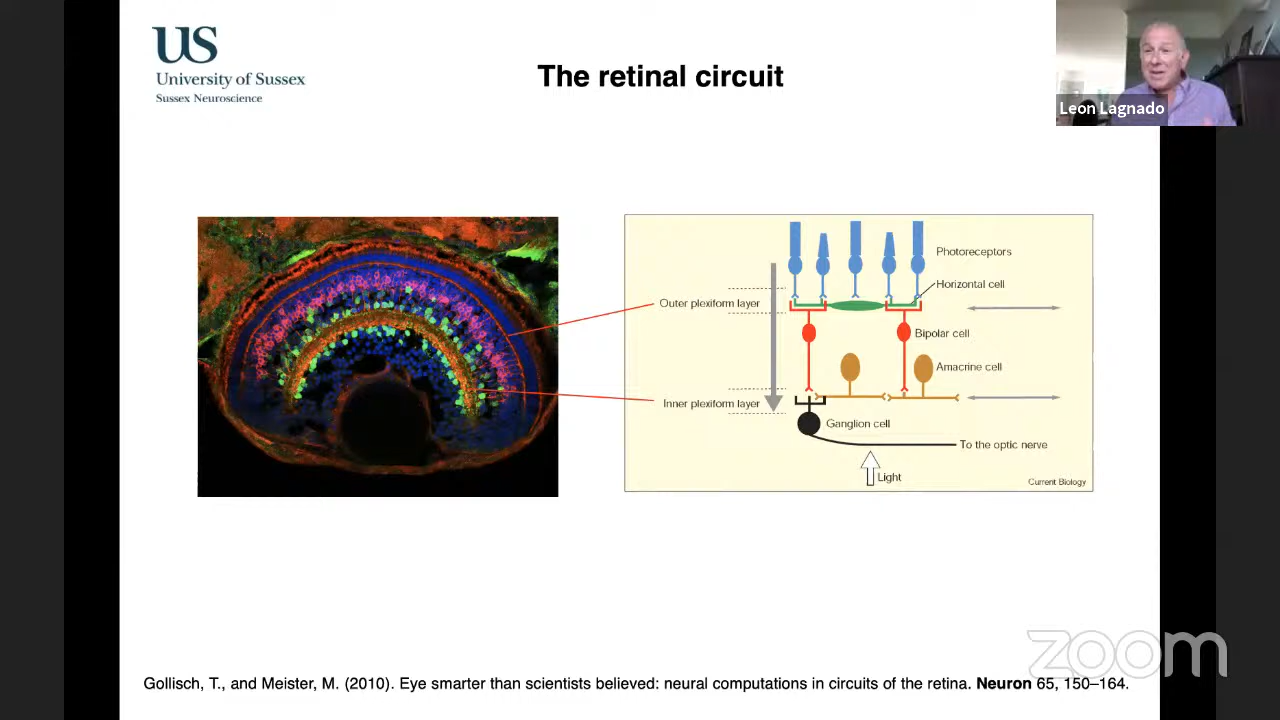 US
University of Sussex
Sussex Neuroscience
The retinal circuit
Leon Lagnado
Photoreceptors
Horizontal cell
Outer plexiform layer
Bipolar cell
Amacrine cell
Inner plexiform layer
Ganglion cell
To the optic nerve
Light
Current Biology
zoom
Gollisch, T., and Meister, M. (2010). Eye smarter than scientists believed: neural computations in circuits of the retina. Neuron 65, 150–164.